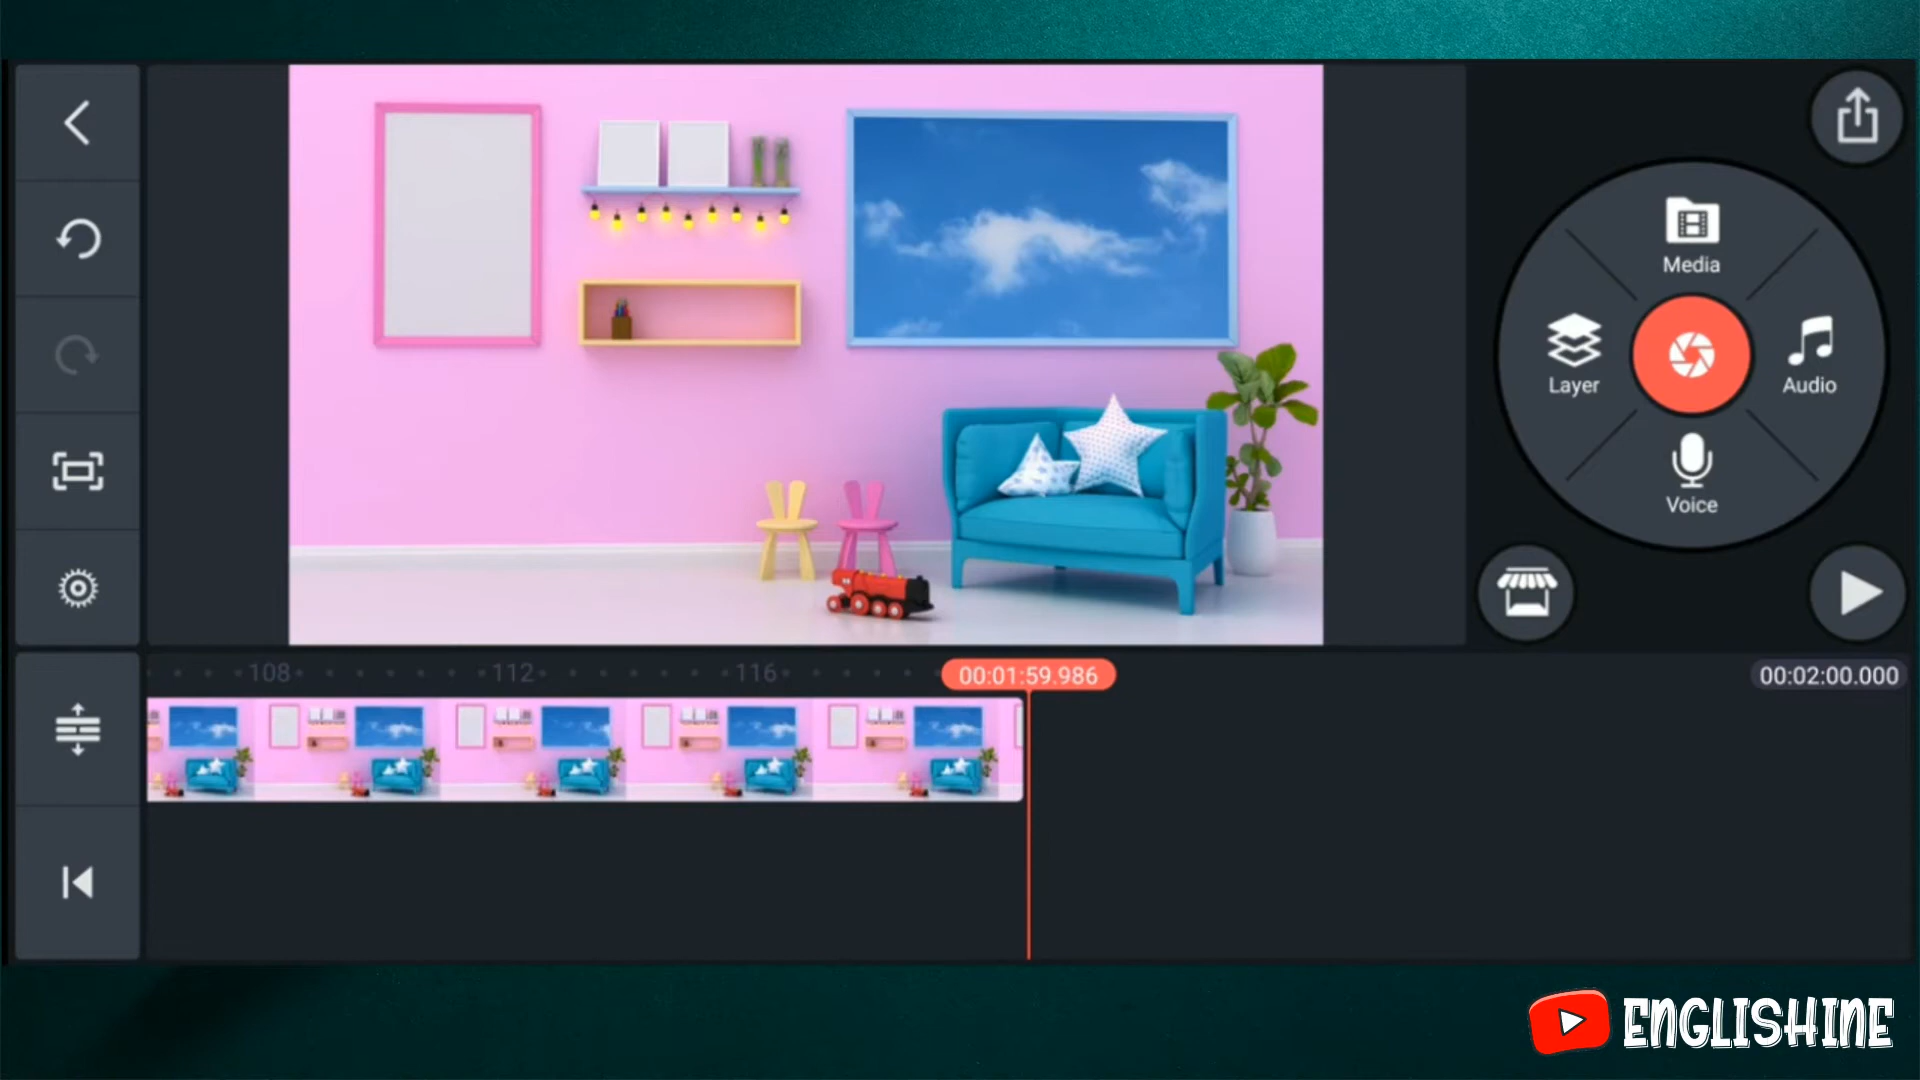 Media
Layer
Audio
Voice
108
112
116
00:01:59.986
00:02:00.000
ENGLISHINE